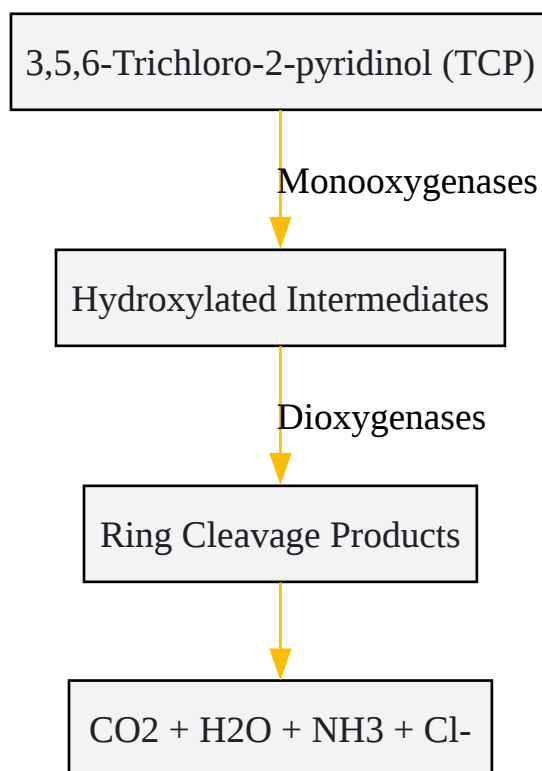 3,5,6-Trichloro-2-pyridinol (TCP)
Monooxygenases
Hydroxylated Intermediates
Dioxygenases
Ring Cleavage Products
CO2 + H2O + NH3 + Cl-